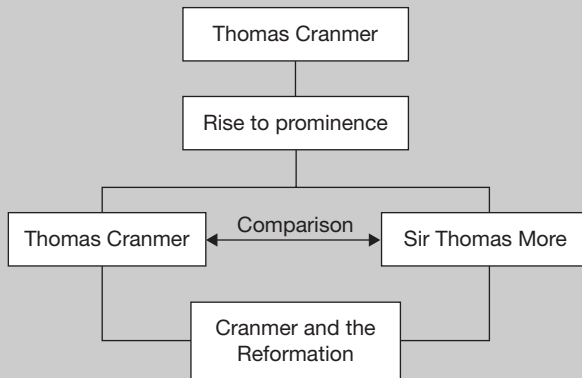 Thomas Cranmer
Rise to prominence
Thomas Cranmer
Comparison
Sir Thomas More
Cranmer and the
Reformation